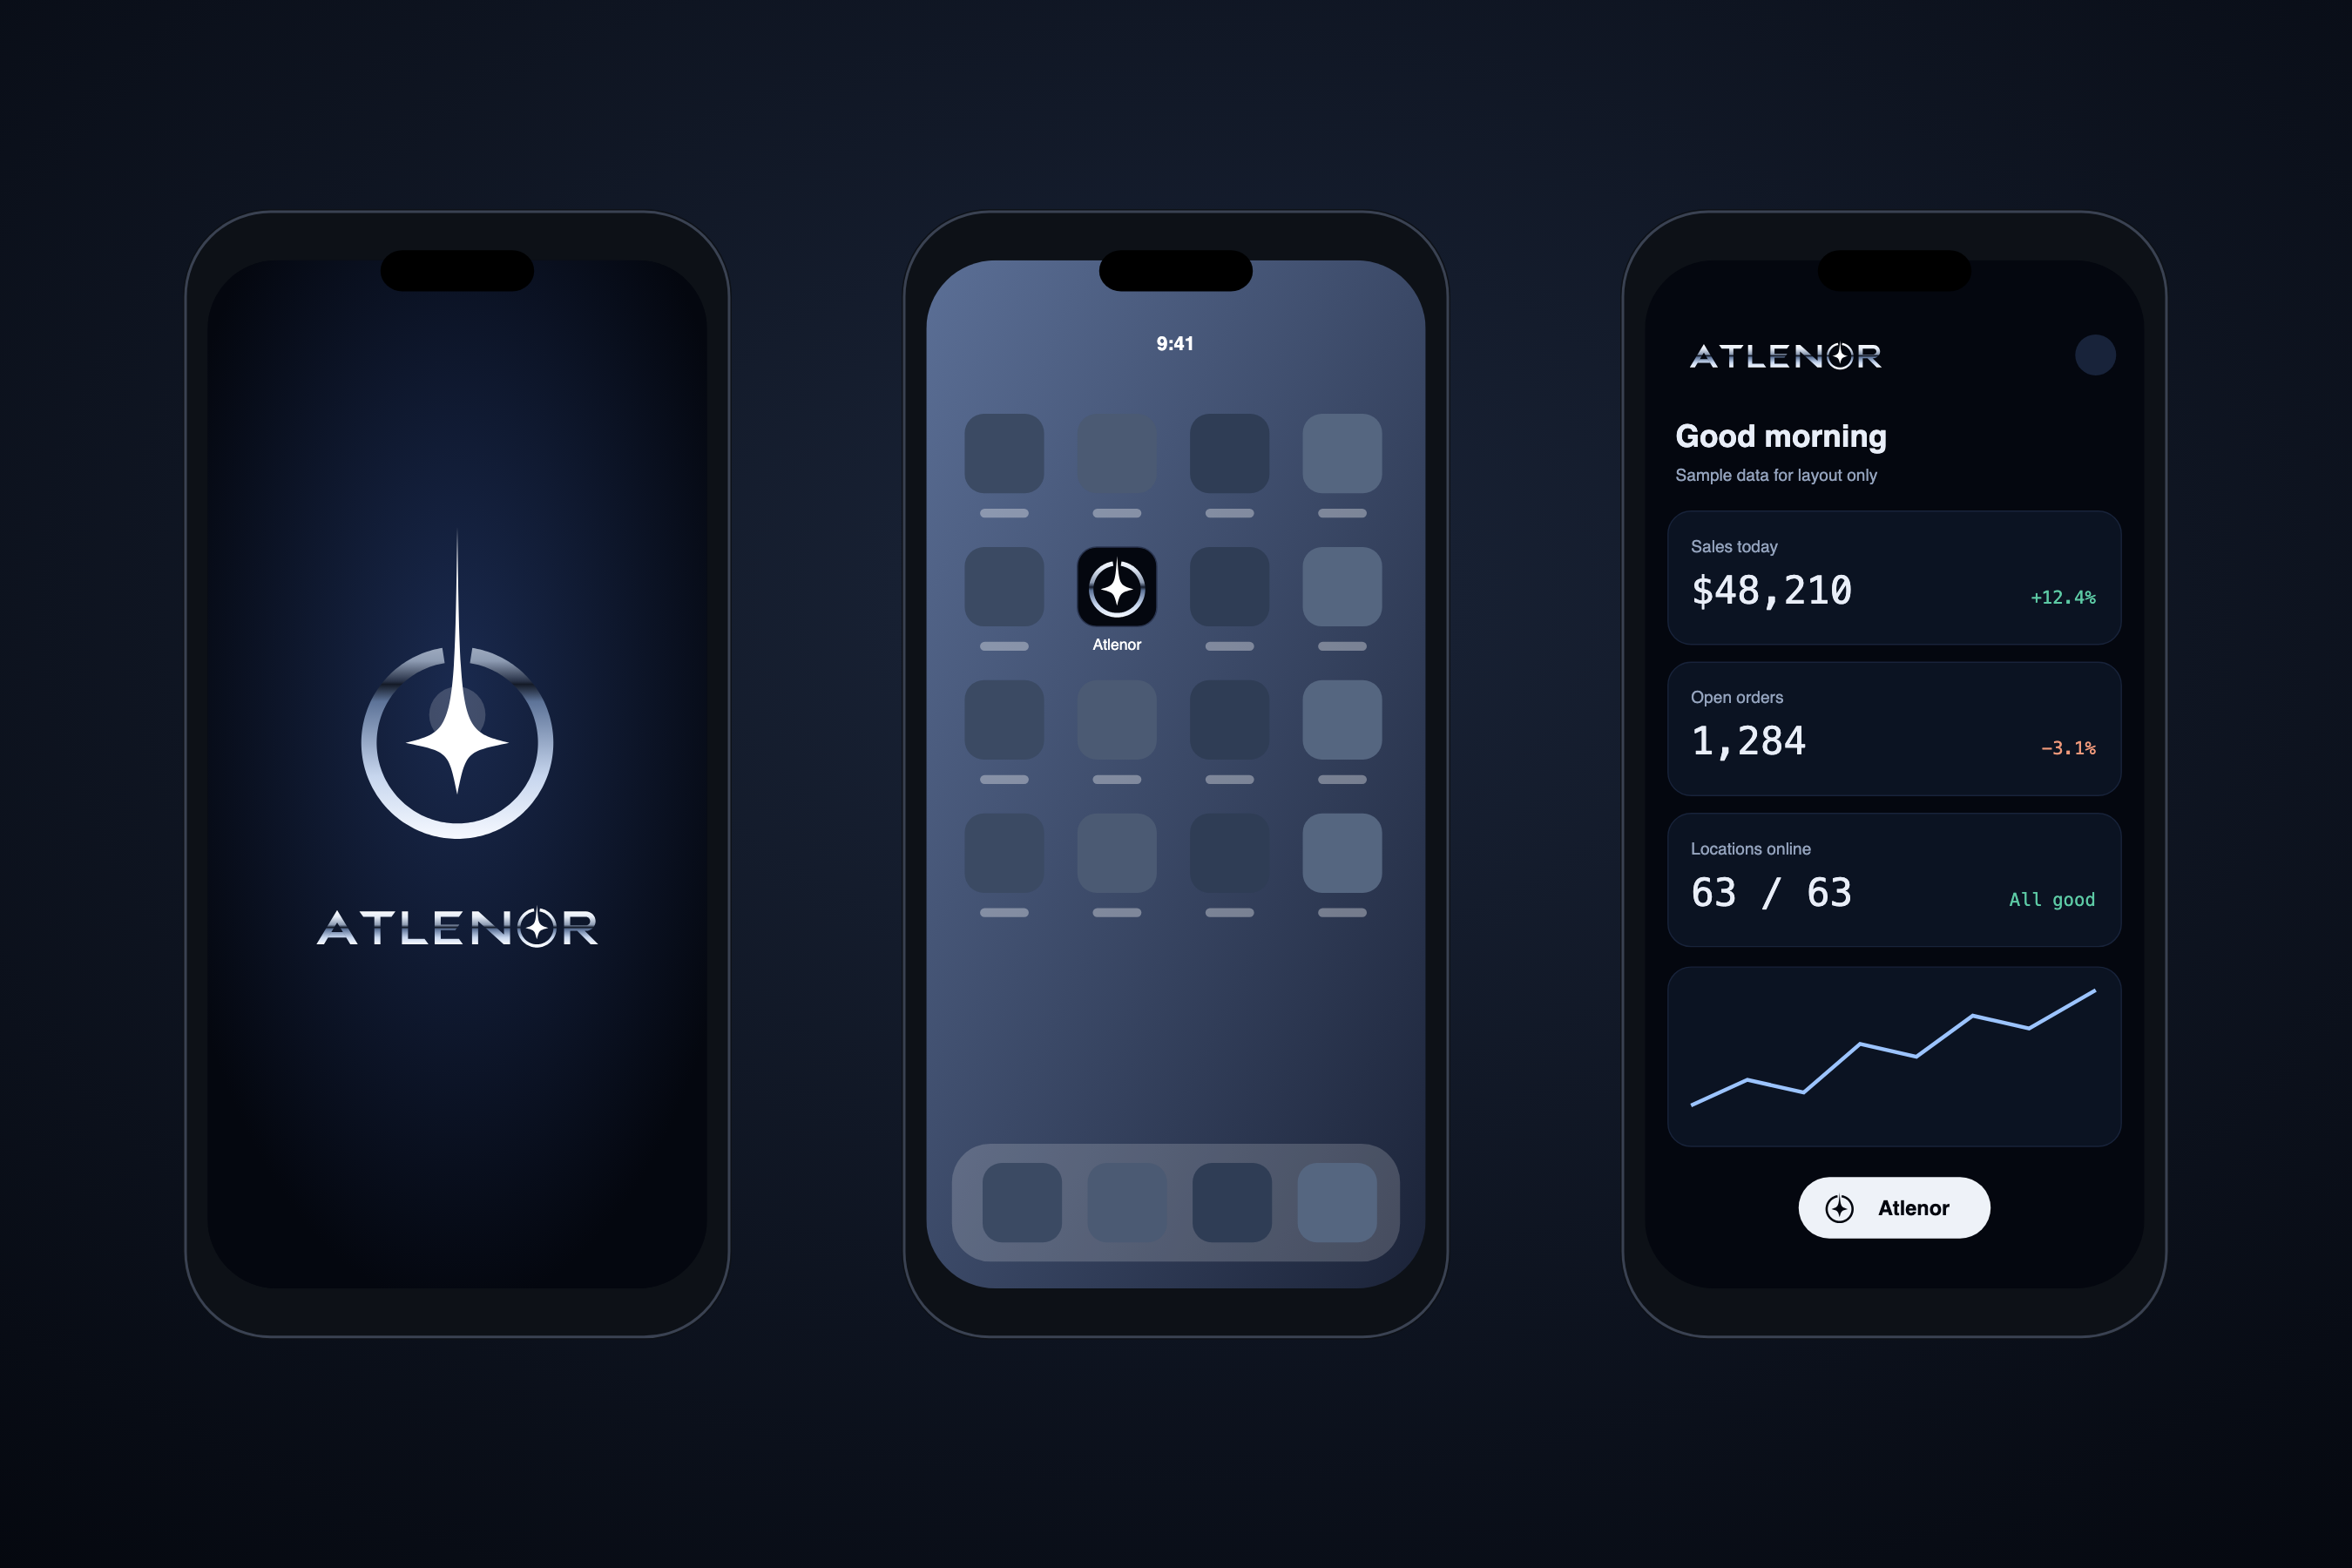 ATLENOR
9:41
Atlenor
ATLENOR
Good morning
Sample data for layout only
Sales today
$48,210
+12.4%
Open orders
1,284
−3.1%
Locations online
63 / 63
All good
Atlenor